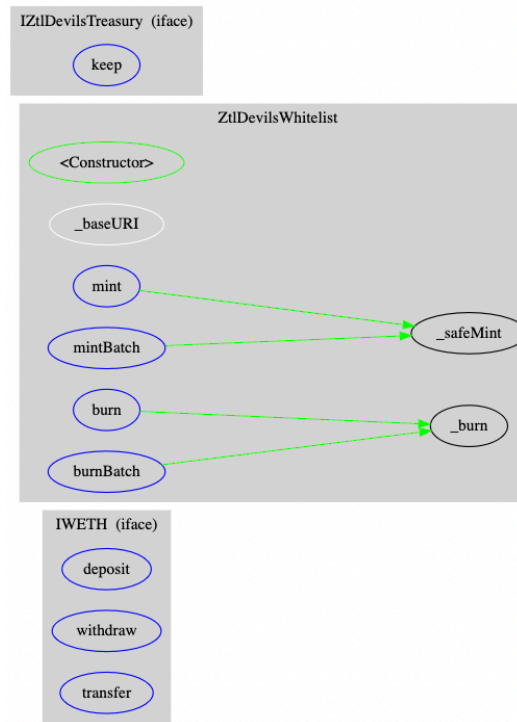 IZtlDevilsTreasury (iface)
keep
ZtlDevilsWhitelist
<Constructor>
_baseURI
mint
mintBatch
_safeMint
burn
burnBatch
_burn
IWETH (iface)
deposit
withdraw
transfer